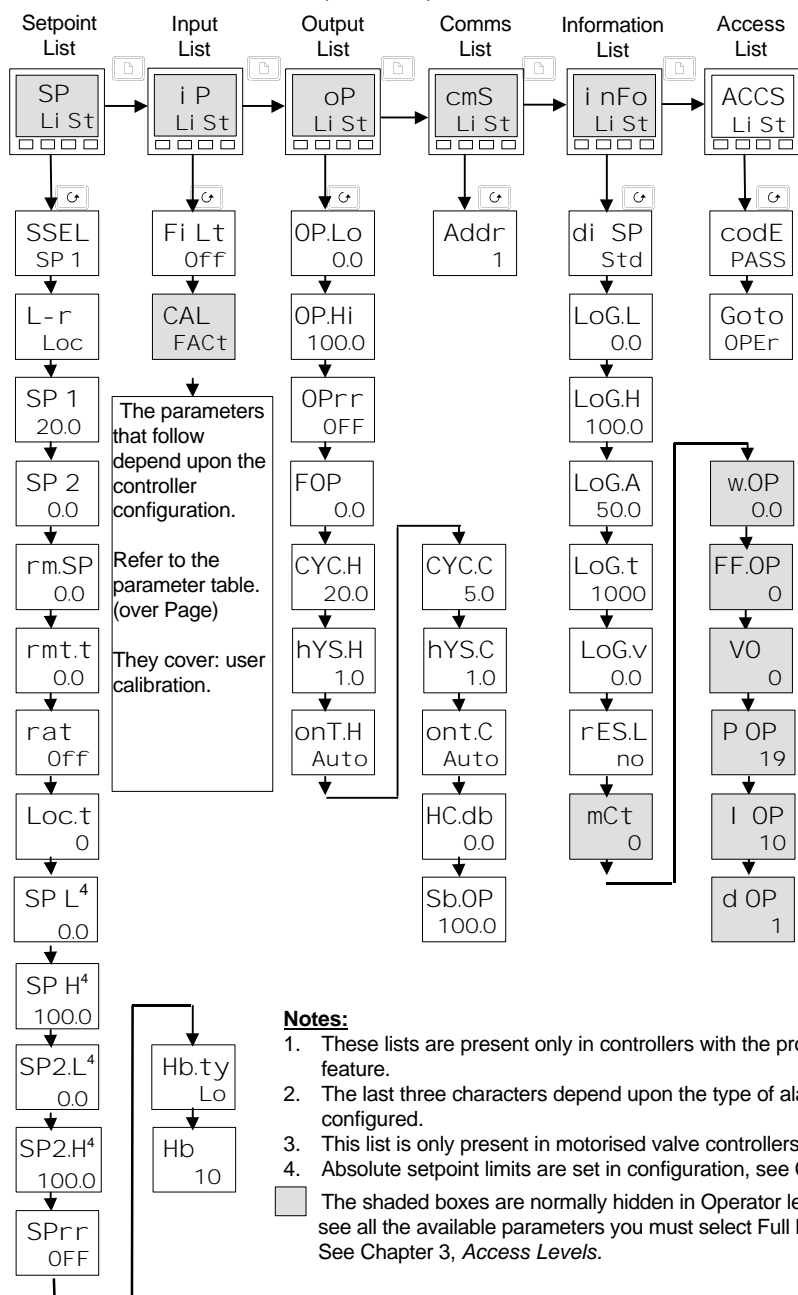 Setpoint
List
Input
List
Output
List
Comms
List
Information
List
Access
List
SP
LiSt
iP
LiSt
oP
LiSt
cmS
LiSt
inFo
LiSt
ACCS
LiSt
SSEL
SP 1
L-r
Loc
SP 1
20.0
SP 2
0.0
rm.SP
0.0
rmt.t
0.0
rat
Off
Loc.t
0
SP L4
0.0
SP H4
100.0
SP2.L4
0.0
SP2.H4
100.0
SPrr
OFF
Hb.ty
Lo
Hb
10
FiLt
Off
CAL
FACt
The parameters
that follow
depend upon the
controller
configuration.
Refer to the
parameter table.
(over Page)
They cover: user
calibration.
OP.Lo
0.0
OP.Hi
100.0
OPrr
OFF
FOP
0.0
CYC.H
20.0
hYS.H
1.0
onT.H
Auto
CYC.C
5.0
hYS.C
1.0
ont.C
Auto
HC.db
0.0
Sb.OP
100.0
Addr
1
diSP
Std
LoG.L
0.0
LoG.H
100.0
LoG.A
50.0
LoG.t
1000
LoG.v
0.0
rES.L
no
mCt
0
w.OP
0.0
FF.OP
0
VO
0
P OP
19
I OP
10
d OP
1
codE
PASS
Goto
OPEr
Notes:
1. These lists are present only in controllers with the
feature.
2. The last three characters depend upon the type of
configured.
3. This list is only present in motorised valve controllers
4. Absolute setpoint limits are set in configuration, see
The shaded boxes are normally hidden in Operator
see all the available parameters you must select Full
See Chapter 3, Access Levels.